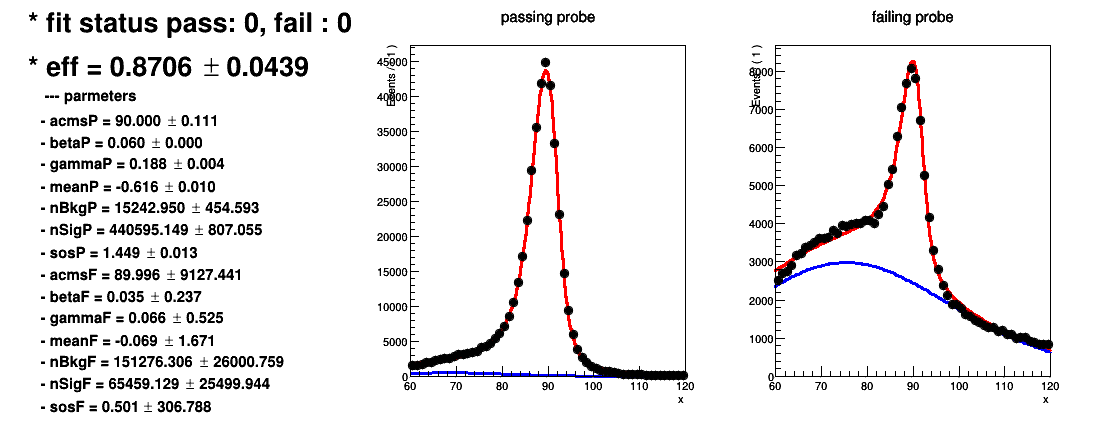 * fit status pass: 0, fail : 0
* eff = 0.8706 ± 0.0439
--- parmeters
- acmsP = 90.000 ± 0.111
- betaP = 0.060 ± 0.000
- gammaP = 0.188 ± 0.004
- meanP = -0.616 ± 0.010
- nBkgP = 15242.950 ± 454.593
- nSigP = 440595.149 ± 807.055
- sosP = 1.449 ± 0.013
- acmsF = 89.996 ± 9127.441
- betaF = 0.035 ± 0.237
- gammaF = 0.066 ± 0.525
- meanF = -0.069 ± 1.671
- nBkgF = 151276.306 ± 26000.759
- nSigF = 65459.129 ± 25499.944
- sosF = 0.501 ± 306.788
passing probe
Events / ( 1 )
45000
40000
35000
30000
25000
20000
15000
10000
5000
0
60 70 80 90 100 110 120
x
failing probe
Events / ( 1 )
8000
7000
6000
5000
4000
3000
2000
1000
0
60 70 80 90 100 110 120
x